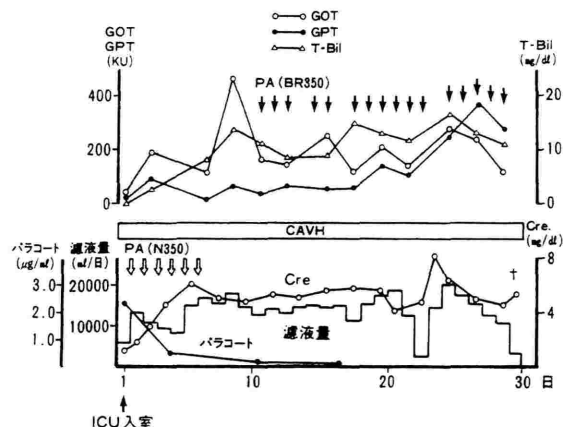 GOT
GPT
T-Bil
GOT
GPT
(KU)
T-Bil
(mg/dl)
PA (BR350)
400
200
0
20
10
0
CAVH
パラコート
(μg/ml)
濾液量
(ml/日)
PA (N350)
Cre.
(mg/dl)
3.0
2.0
1.0
20000
10000
8
4
Cre
†
濾液量
パラコート
1
10
20
30
日
ICU入室